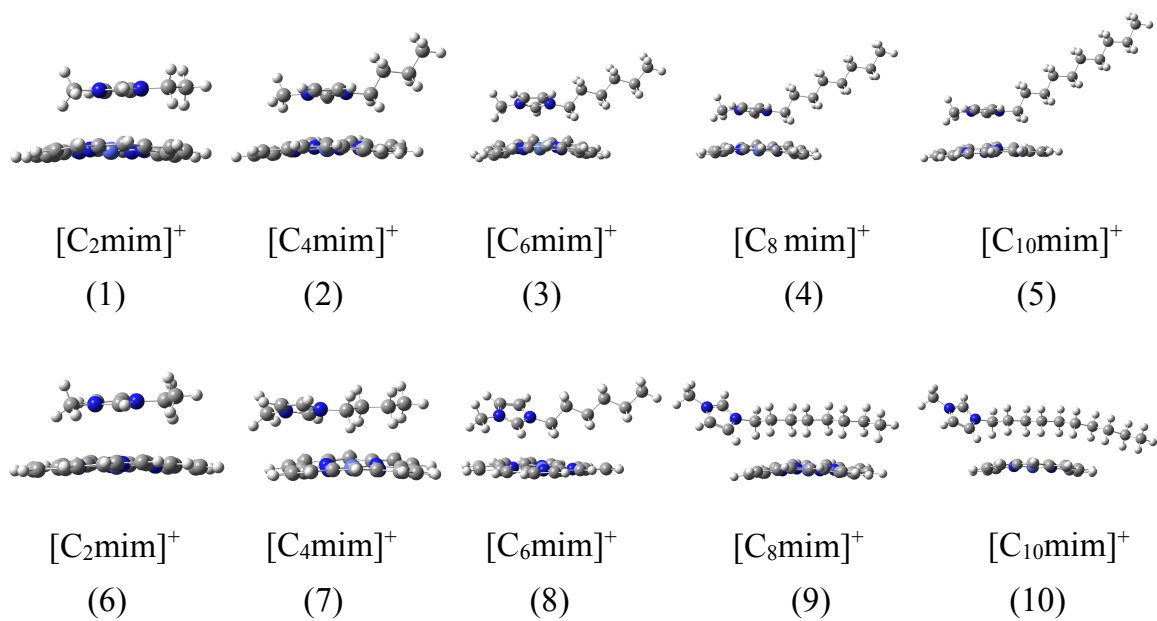 [C₂mim]⁺ [C₄mim]⁺ [C₆mim]⁺ [C₈ mim]⁺ [C₁₀mim]⁺
(1) (2) (3) (4) (5)
[C₂mim]⁺ [C₄mim]⁺ [C₆mim]⁺ [C₈mim]⁺ [C₁₀mim]⁺
(6) (7) (8) (9) (10)